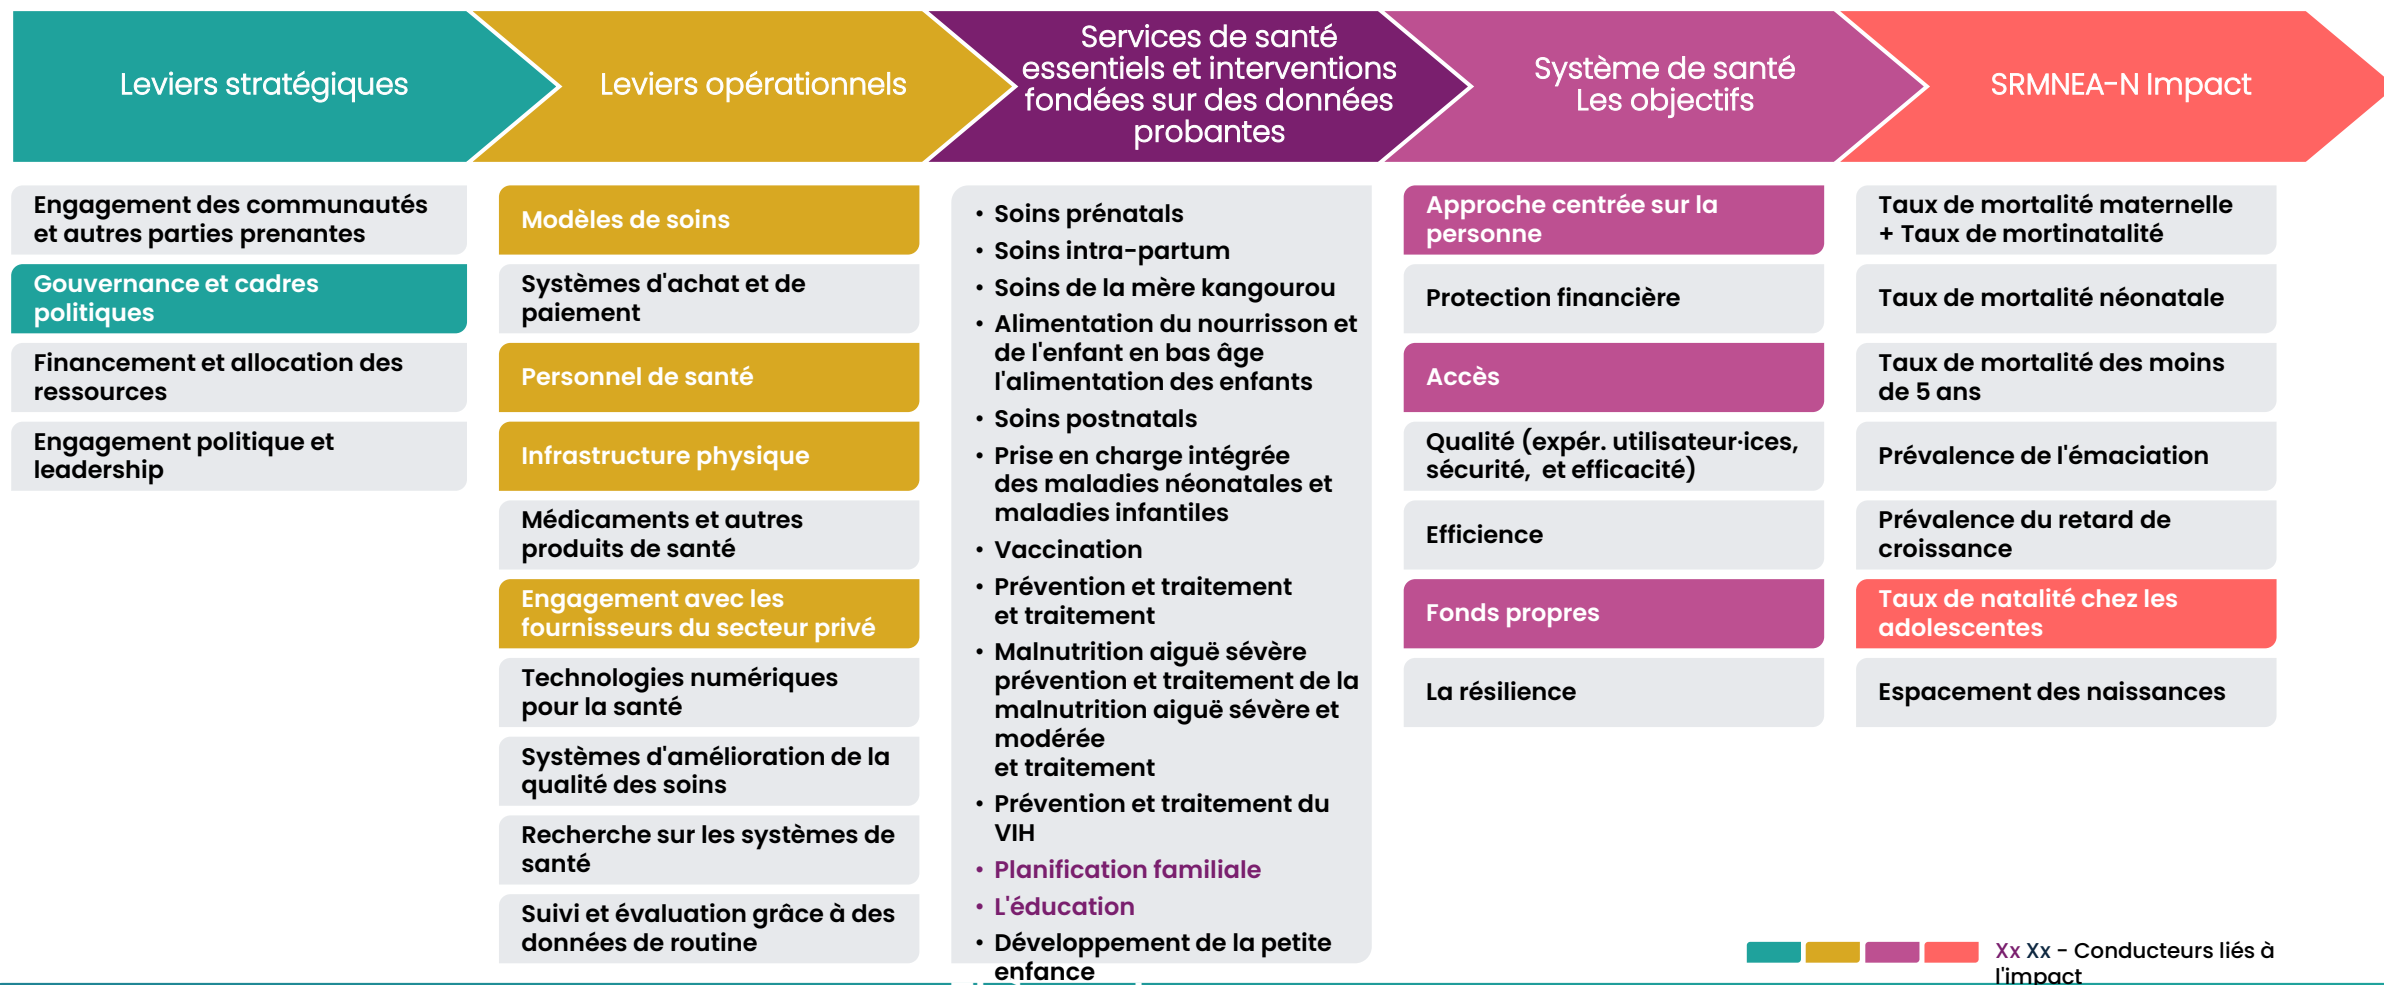 Leviers stratégiques
Leviers opérationnels
Services de santé
essentiels et interventions
fondées sur des données
probantes
Système de santé
Les objectifs
SRMNEA-N Impact
Engagement des communautés
et autres parties prenantes
Gouvernance et cadres
politiques
Financement et allocation des
ressources
Engagement politique et
leadership
Modèles de soins
Systèmes d'achat et de
paiement
Personnel de santé
Infrastructure physique
Médicaments et autres
produits de santé
Engagement avec les
fournisseurs du secteur privé
Technologies numériques
pour la santé
Systèmes d'amélioration de la
qualité des soins
Recherche sur les systèmes de
santé
Suivi et évaluation grâce à des
données de routine
• Soins prénatals
• Soins intra-partum
• Soins de la mère kangourou
• Alimentation du nourrisson et
de l'enfant en bas âge
l'alimentation des enfants
• Soins postnatals
• Prise en charge intégrée
des maladies néonatales et
maladies infantiles
• Vaccination
• Prévention et traitement
et traitement
• Malnutrition aiguë sévère
prévention et traitement de la
malnutrition aiguë sévère et
modérée
et traitement
• Prévention et traitement du
VIH
• Planification familiale
• L'éducation
• Développement de la petite
enfance
Approche centrée sur la
personne
Protection financière
Accès
Qualité (expér. utilisateur·ices,
sécurité, et efficacité)
Efficience
Fonds propres
La résilience
Taux de mortalité maternelle
+ Taux de mortinatalité
Taux de mortalité néonatale
Taux de mortalité des moins
de 5 ans
Prévalence de l'émaciation
Prévalence du retard de
croissance
Taux de natalité chez les
adolescentes
Espacement des naissances
Xx Xx - Conducteurs liés à
l'impact